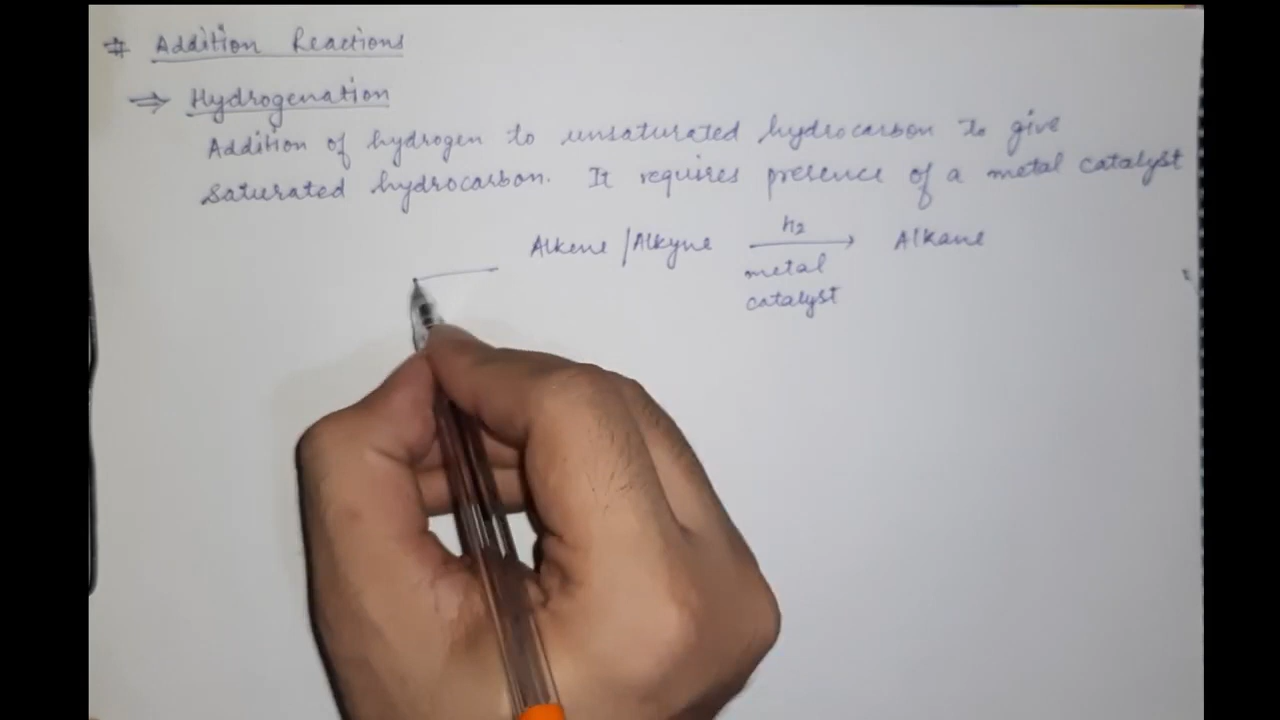 # Addition Reactions
⇒ Hydrogenation
Addition of hydrogen to unsaturated hydrocarbon to give
saturated hydrocarbon. It requires presence of a metal catalyst
Alkene / Alkyne H2 → Alkane
metal
catalyst